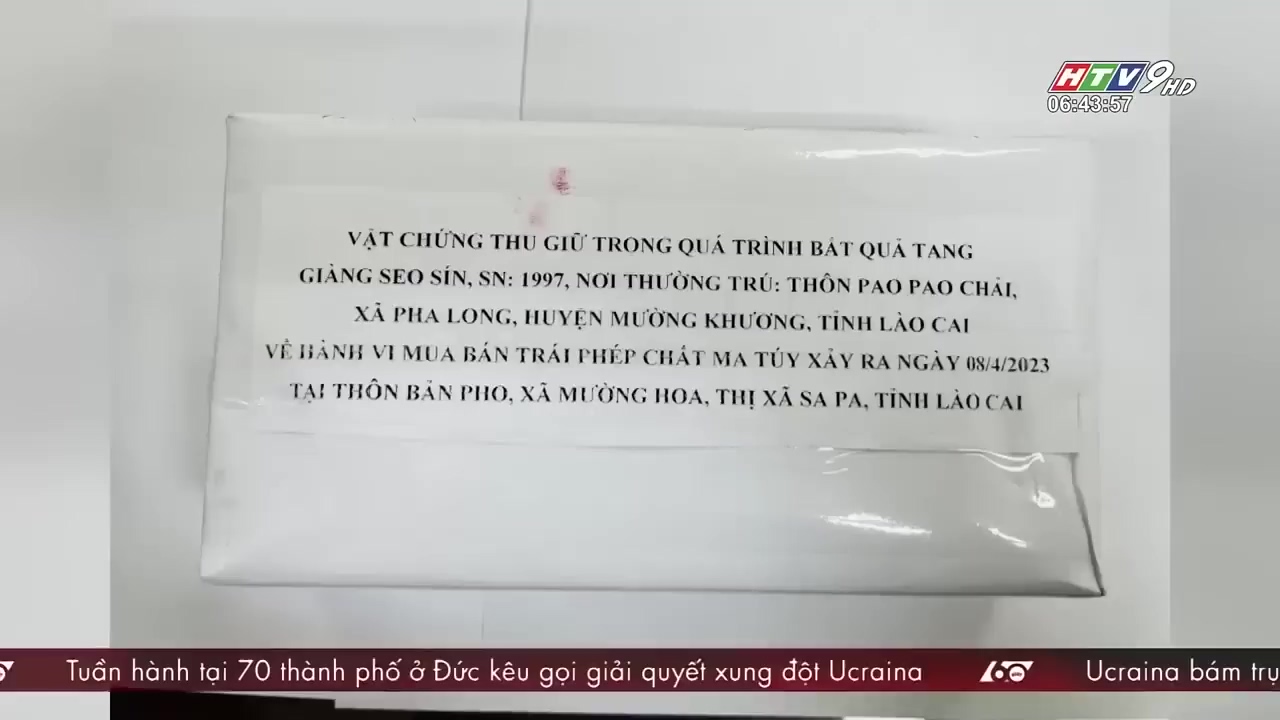 HTV9HD
06:43:57
VẬT CHỨNG THU GIỮ TRONG QUÁ TRÌNH BẮT QUẢ TANG
GIÀNG SEO SÍN, SN: 1997, NƠI THƯỜNG TRÚ: THÔN PAO PAO CHẢI,
XÃ PHA LONG, HUYỆN MƯỜNG KHƯƠNG, TỈNH LÀO CAI
VỀ HÀNH VI MUA BÁN TRÁI PHÉP CHẤT MA TÚY XẢY RA NGÀY 08/4/2023
TẠI THÔN BẢN PHO, XÃ MƯỜNG HOA, THỊ XÃ SA PA, TỈNH LÀO CAI
Tuần hành tại 70 thành phố ở Đức kêu gọi giải quyết xung đột Ucraina 60 Ucraina bám trụ